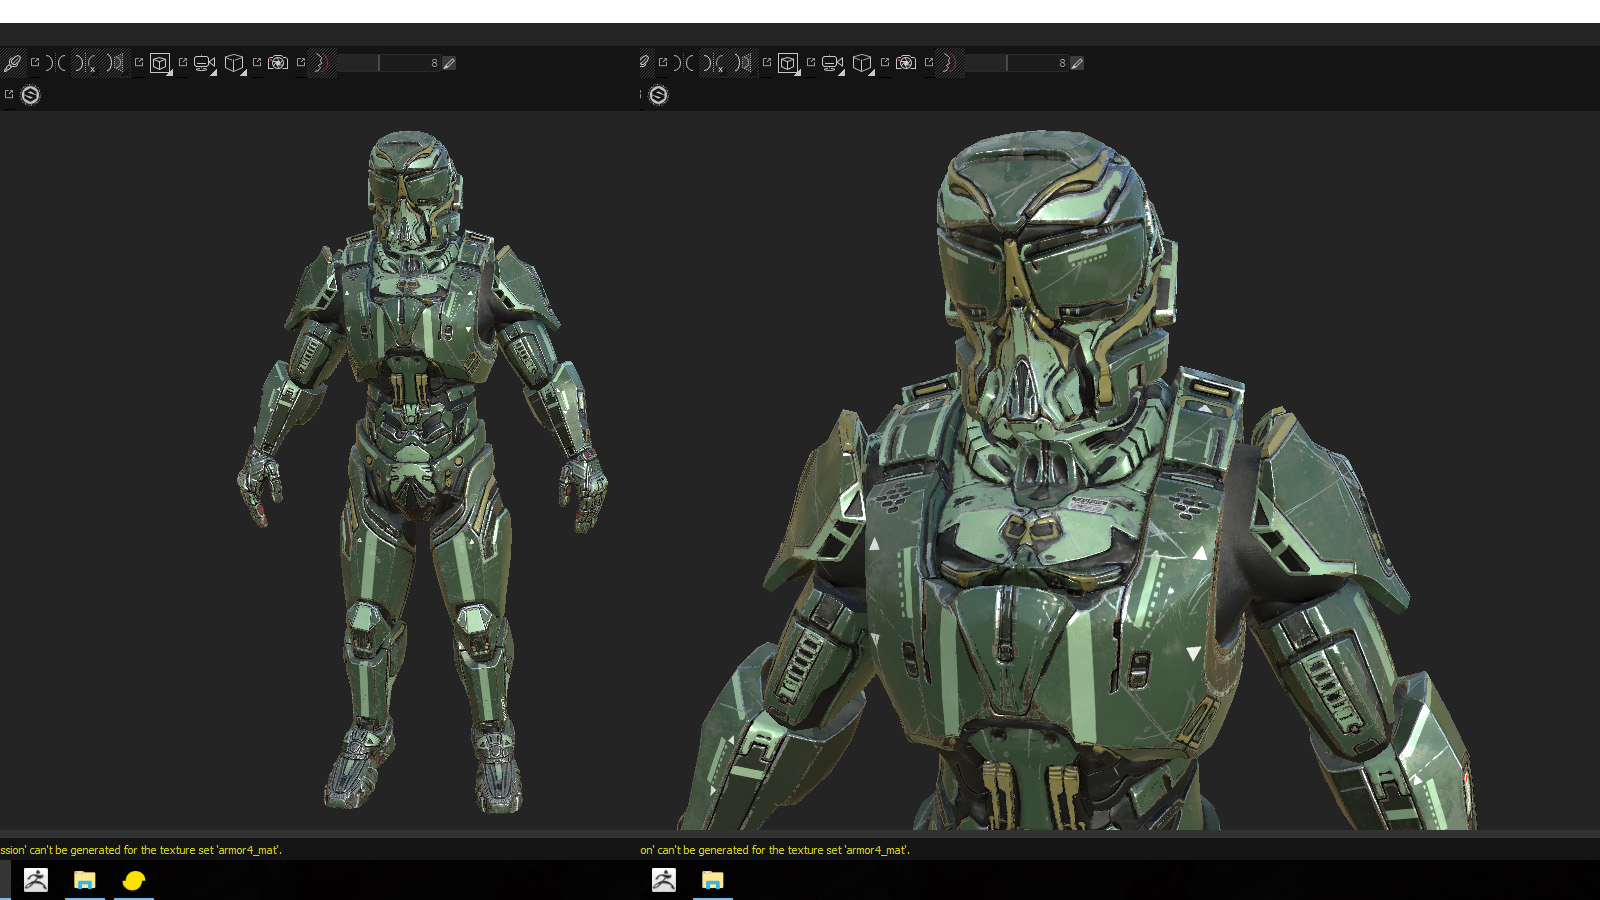 8
8
ssion' can't be generated for the texture set 'armor4_mat'.
on' can't be generated for the texture set 'armor4_mat'.